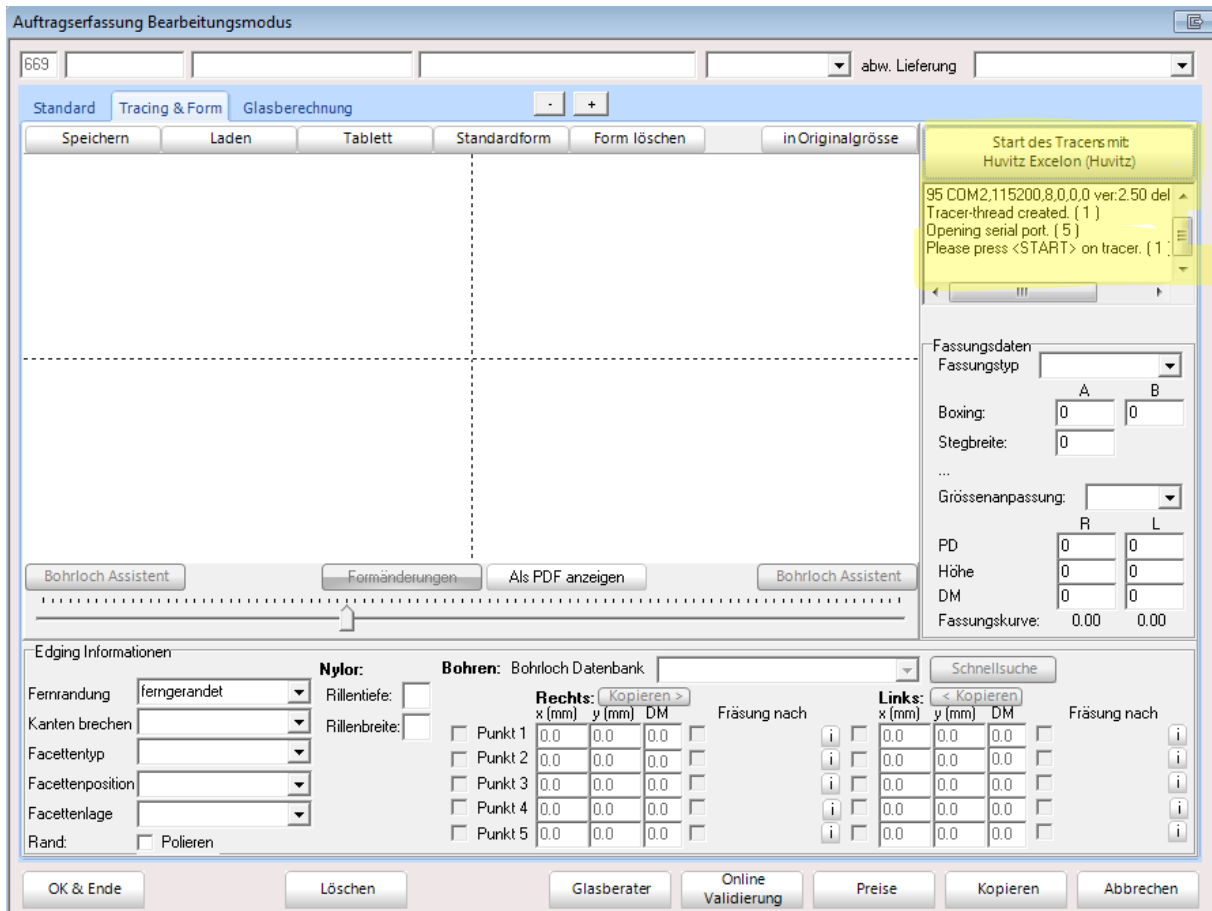 Auftragserfassung Bearbeitungsmodus
669
abw. Lieferung
Standard Tracing & Form Glasberechnung - +
Speichern Laden Tablett Standardform Form löschen in Originalgrösse
Start des Tracens mit:
Huvitz Excelon (Huvitz)
95 COM2,115200,8,0,0,0 ver:2.50 del
Tracer-thread created. ( 1 )
Opening serial port. ( 5 )
Please press <START> on tracer. ( 1 )
Fassungsdaten
Fassungstyp
A B
Boxing: 0 0
Stegbreite: 0
...
Grössenanpassung:
R L
PD 0 0
Höhe 0 0
DM 0 0
Fassungskurve: 0.00 0.00
Bohrloch Assistent Formänderungen Als PDF anzeigen Bohrloch Assistent
Edging Informationen
Fernrandung ferngerandet
Kanten brechen
Facettentyp
Facettenposition
Facettenlage
Rand: Polieren
Nylor:
Rillentiefe:
Rillenbreite:
Bohren: Bohrloch Datenbank Schnellsuche
Rechts: Kopieren > Links: < Kopieren
x (mm) y (mm) DM Fräsung nach x (mm) y (mm) DM Fräsung nach
Punkt 1 0.0 0.0 0.0 i 0.0 0.0 0.0 i
Punkt 2 0.0 0.0 0.0 i 0.0 0.0 0.0 i
Punkt 3 0.0 0.0 0.0 i 0.0 0.0 0.0 i
Punkt 4 0.0 0.0 0.0 i 0.0 0.0 0.0 i
Punkt 5 0.0 0.0 0.0 i 0.0 0.0 0.0 i
OK & Ende Löschen Glasberater Online Validierung Preise Kopieren Abbrechen